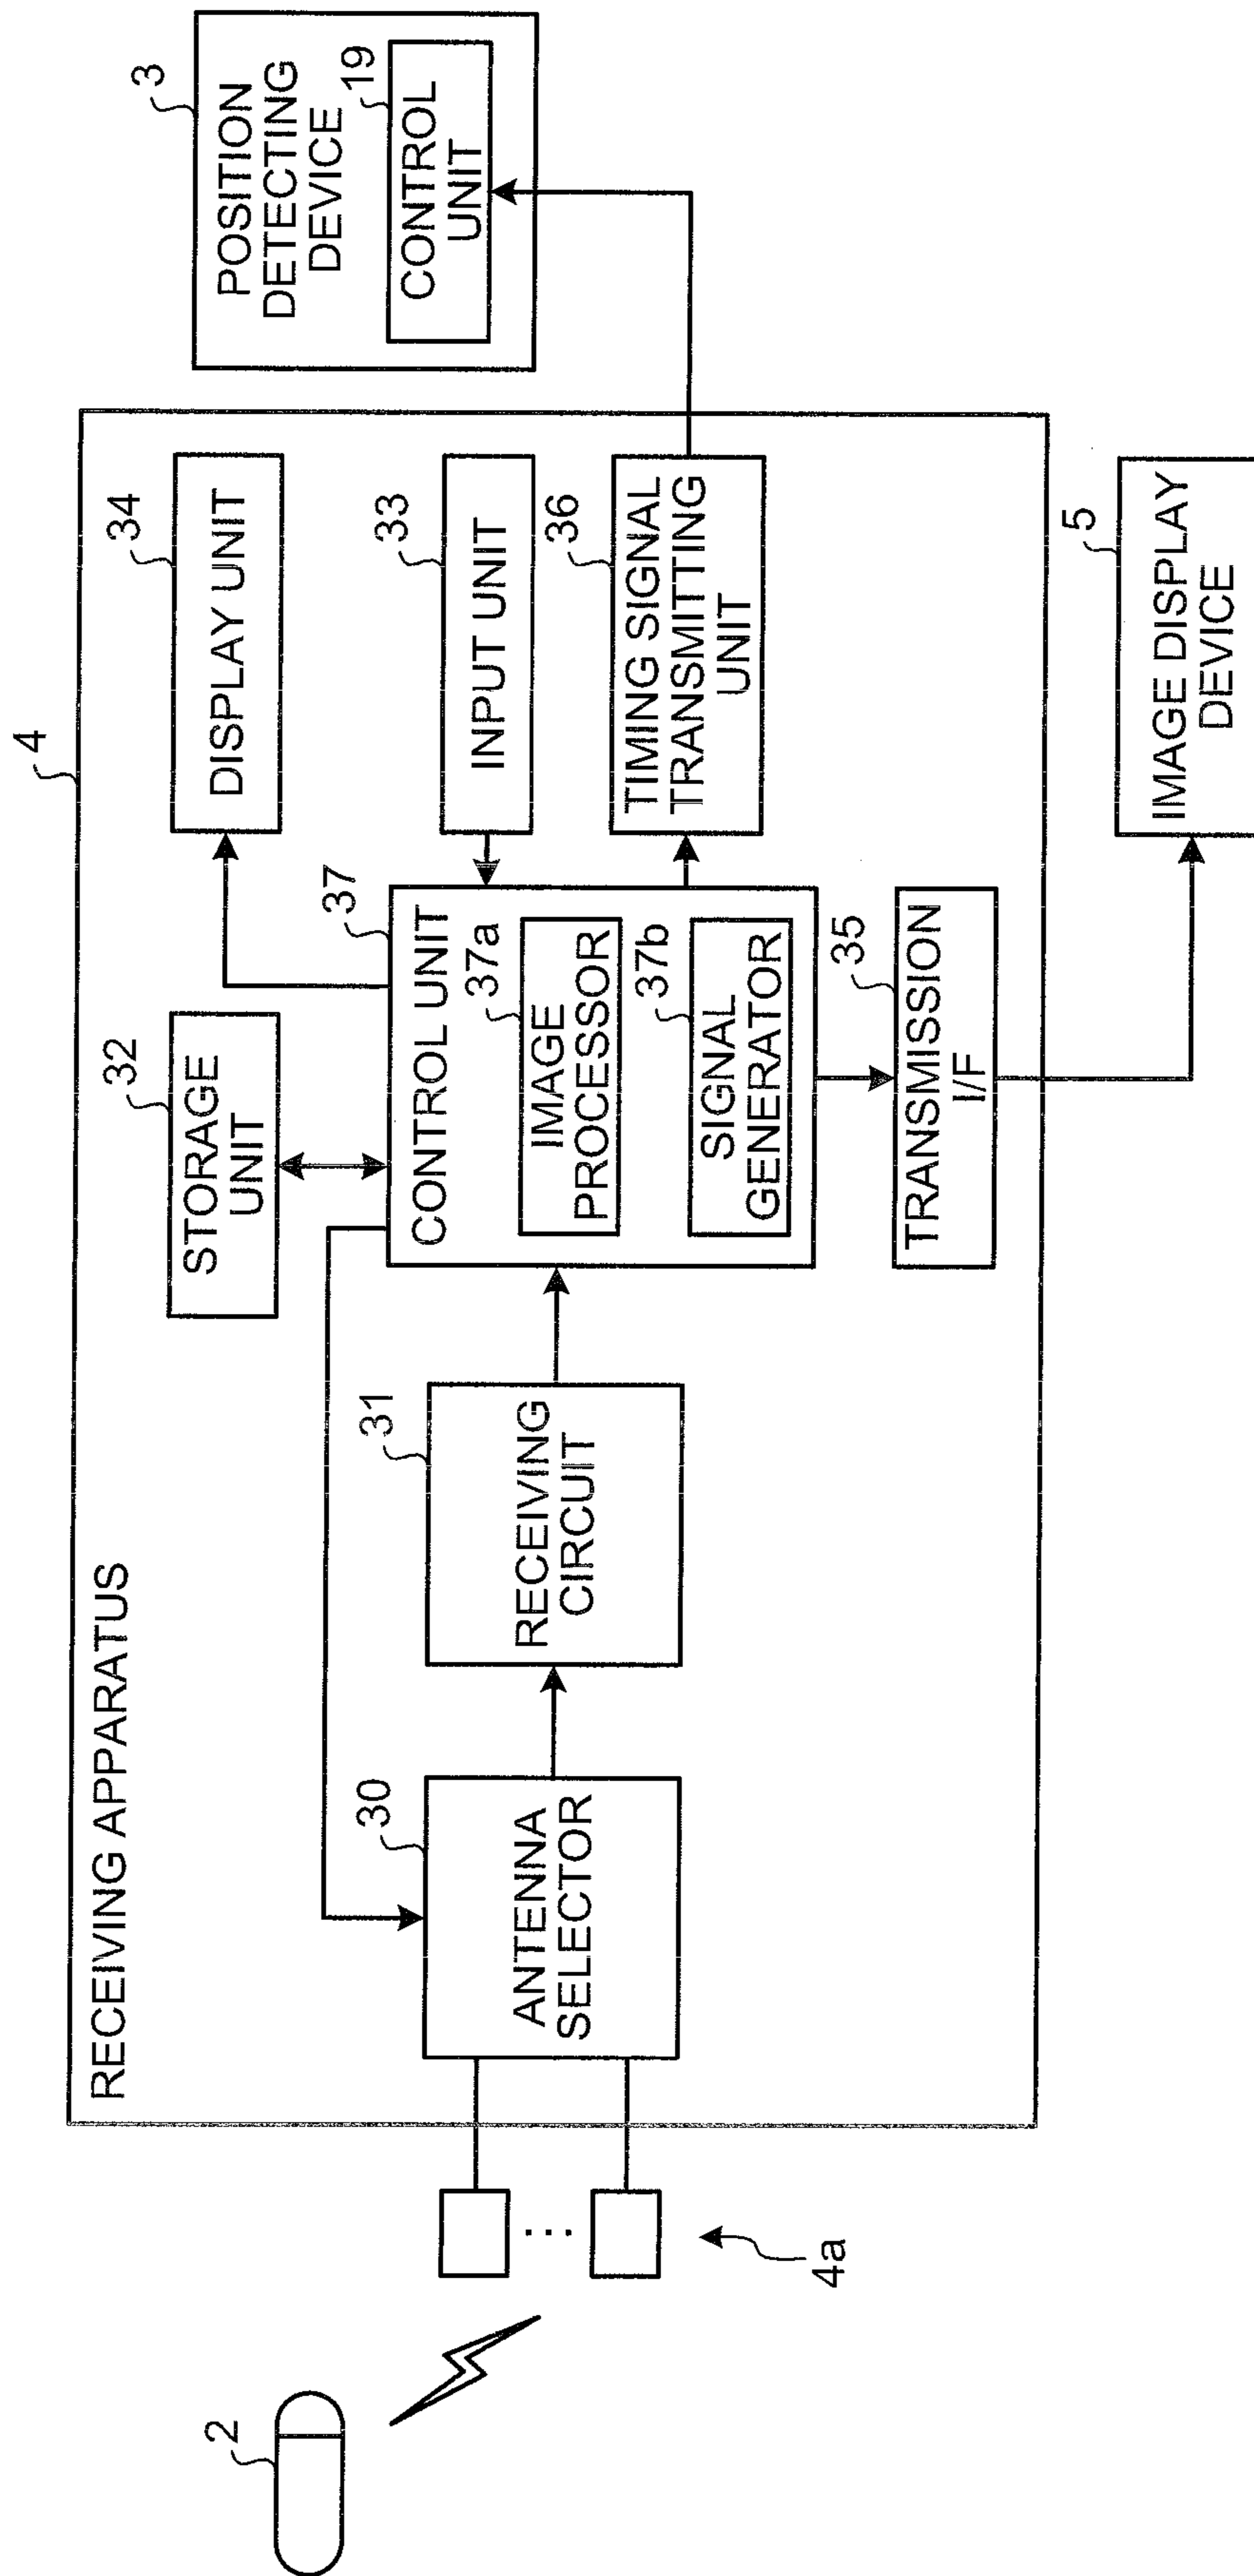 RECEIVING APPARATUS
4
2
4a
30
ANTENNA
SELECTOR
31
RECEIVING
CIRCUIT
32
STORAGE
UNIT
37
CONTROL UNIT
37a
IMAGE
PROCESSOR
37b
SIGNAL
GENERATOR
35
TRANSMISSION
I/F
34
DISPLAY UNIT
33
INPUT UNIT
36
TIMING SIGNAL
TRANSMITTING
UNIT
3
POSITION
DETECTING
DEVICE
19
CONTROL
UNIT
5
IMAGE DISPLAY
DEVICE